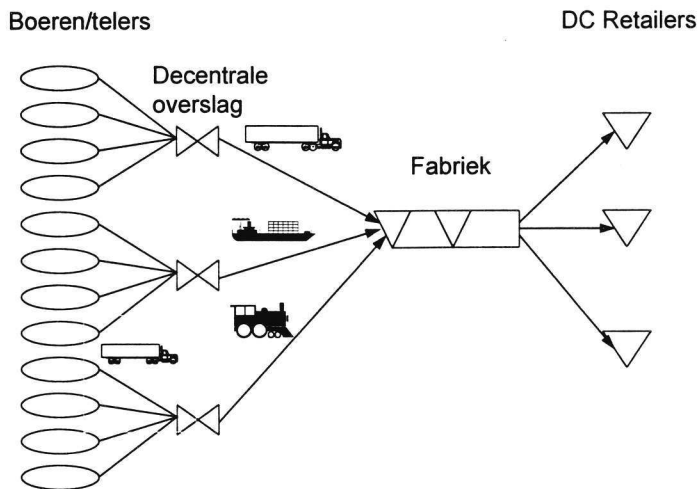 Boeren/telers
DC Retailers
Decentrale
overslag
Fabriek